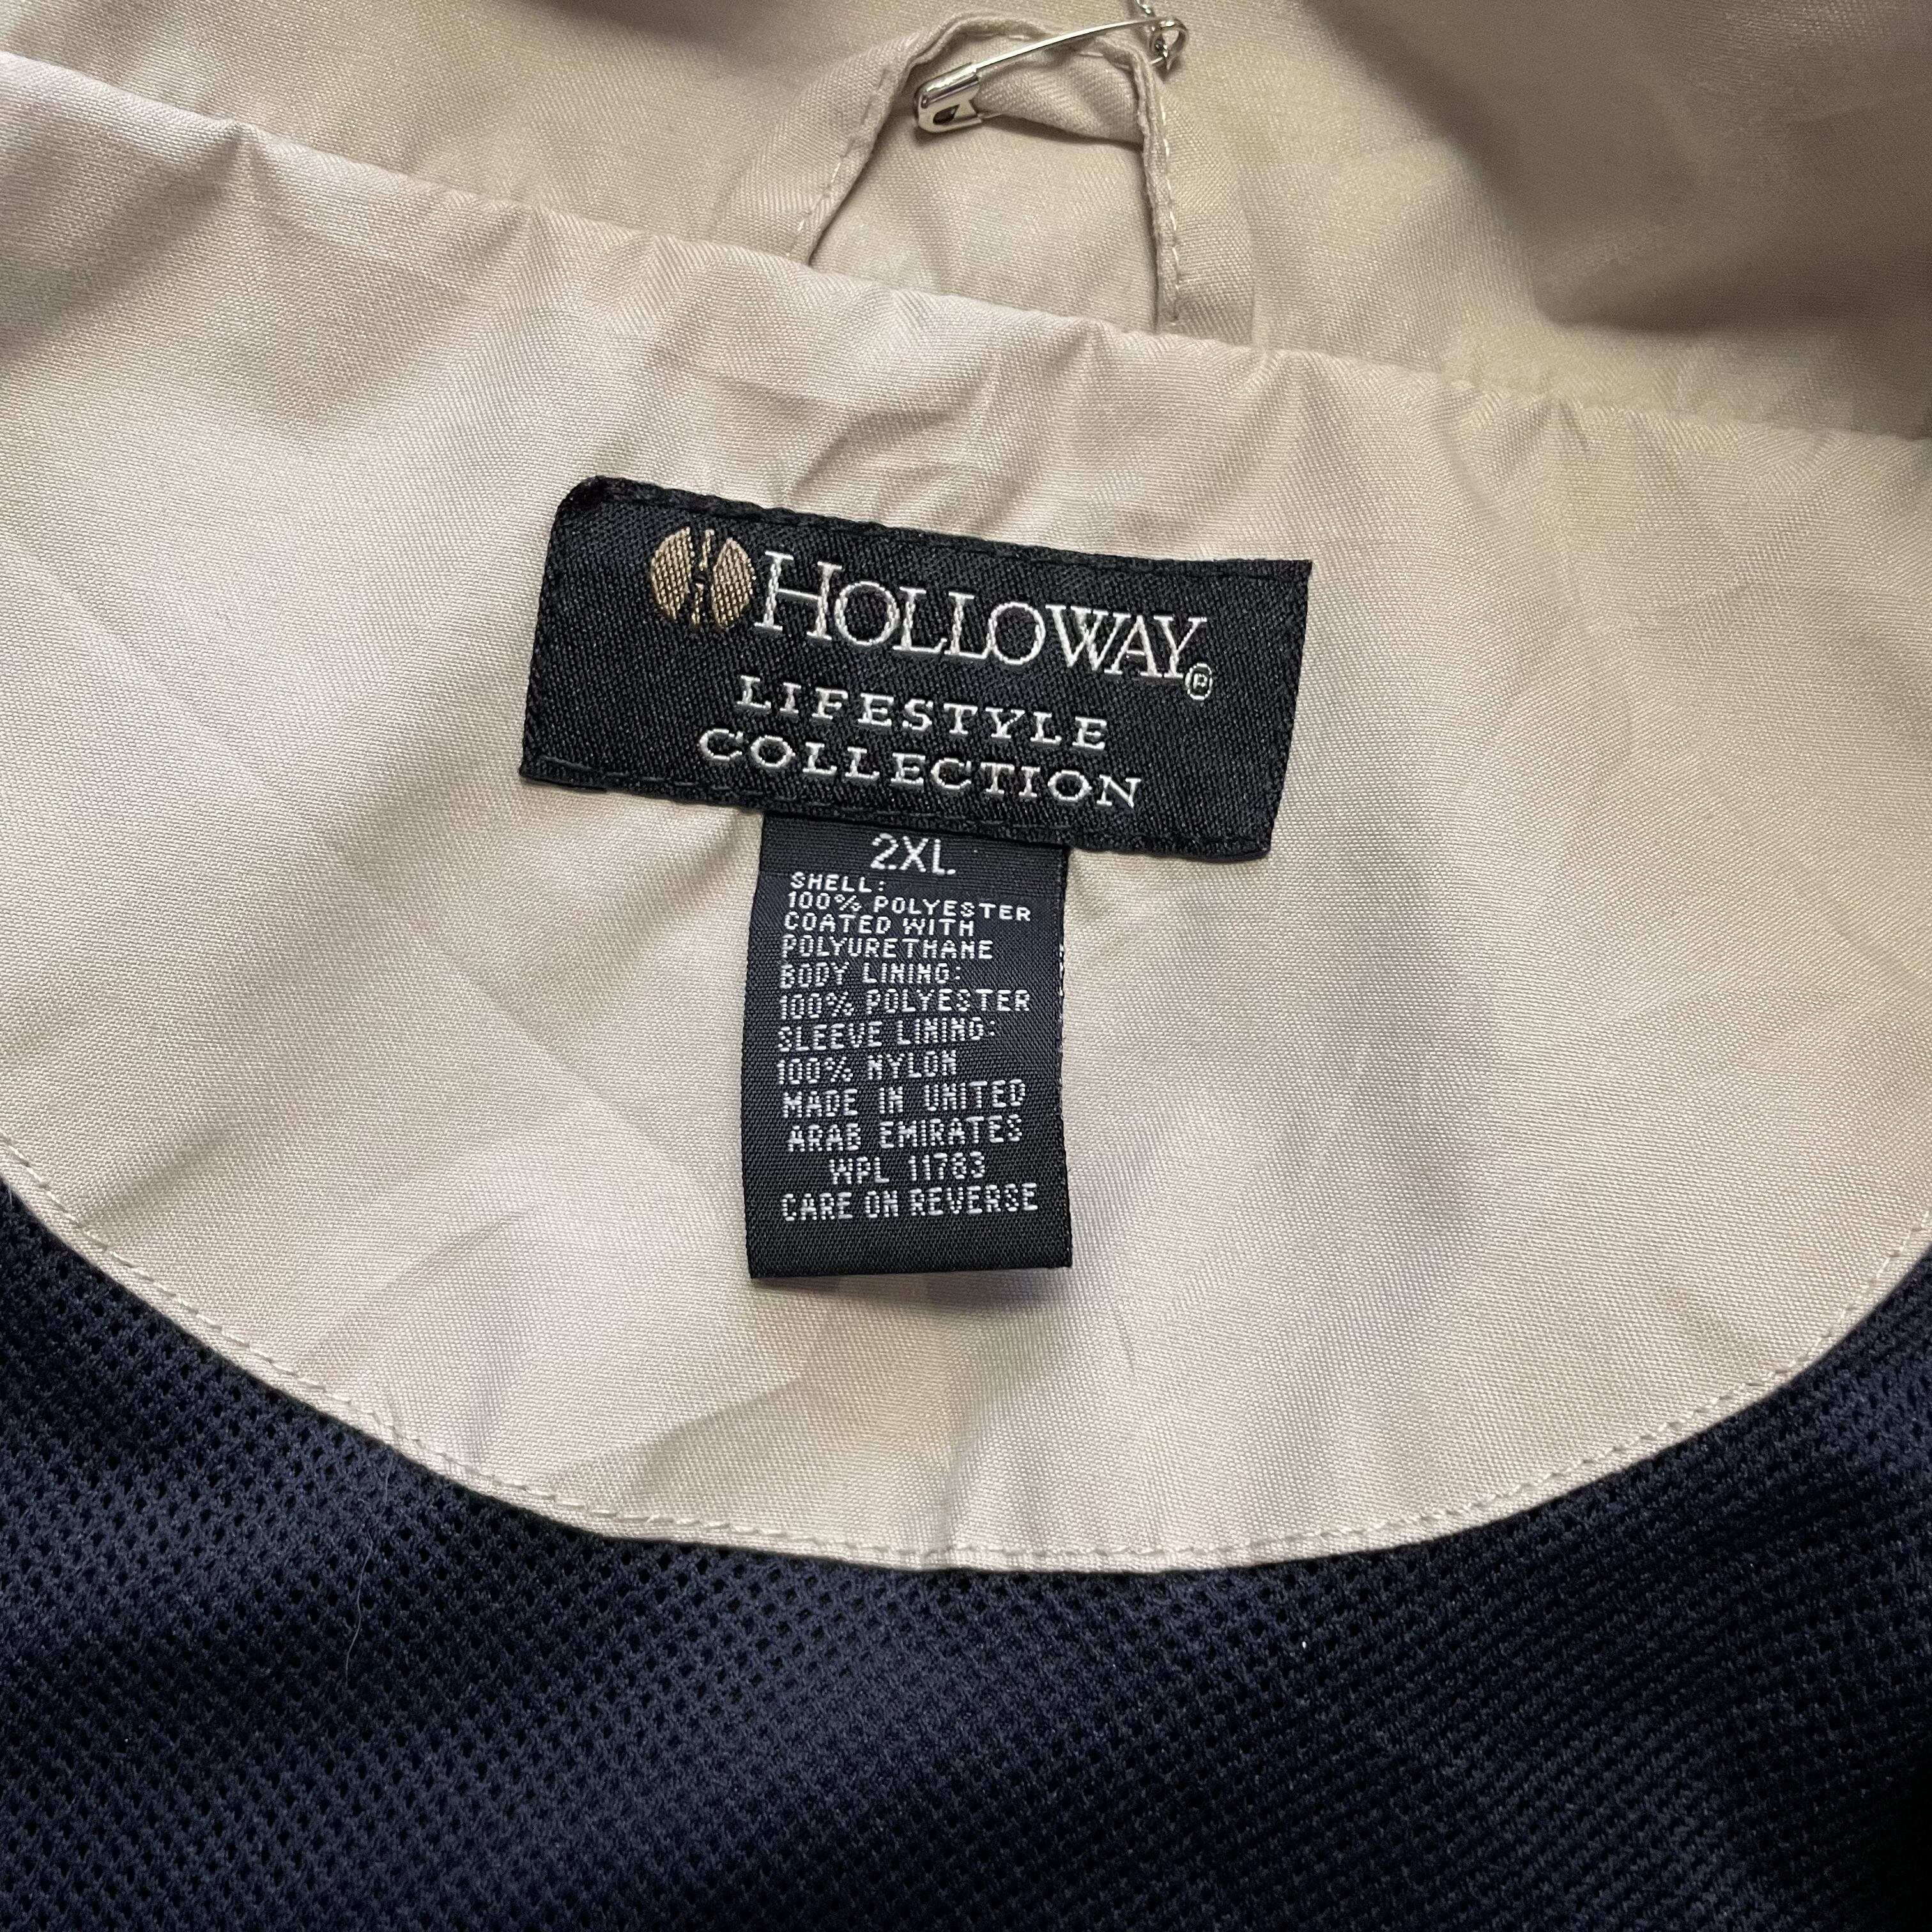 HOLLOWAY®
LIFESTYLE
COLLECTION
2XL
SHELL:
100% POLYESTER
COATED WITH
POLYURETHANE
BODY LINING:
100% POLYESTER
SLEEVE LINING:
100% NYLON
MADE IN UNITED
ARAB EMIRATES
WPL 11783
CARE ON REVERSE